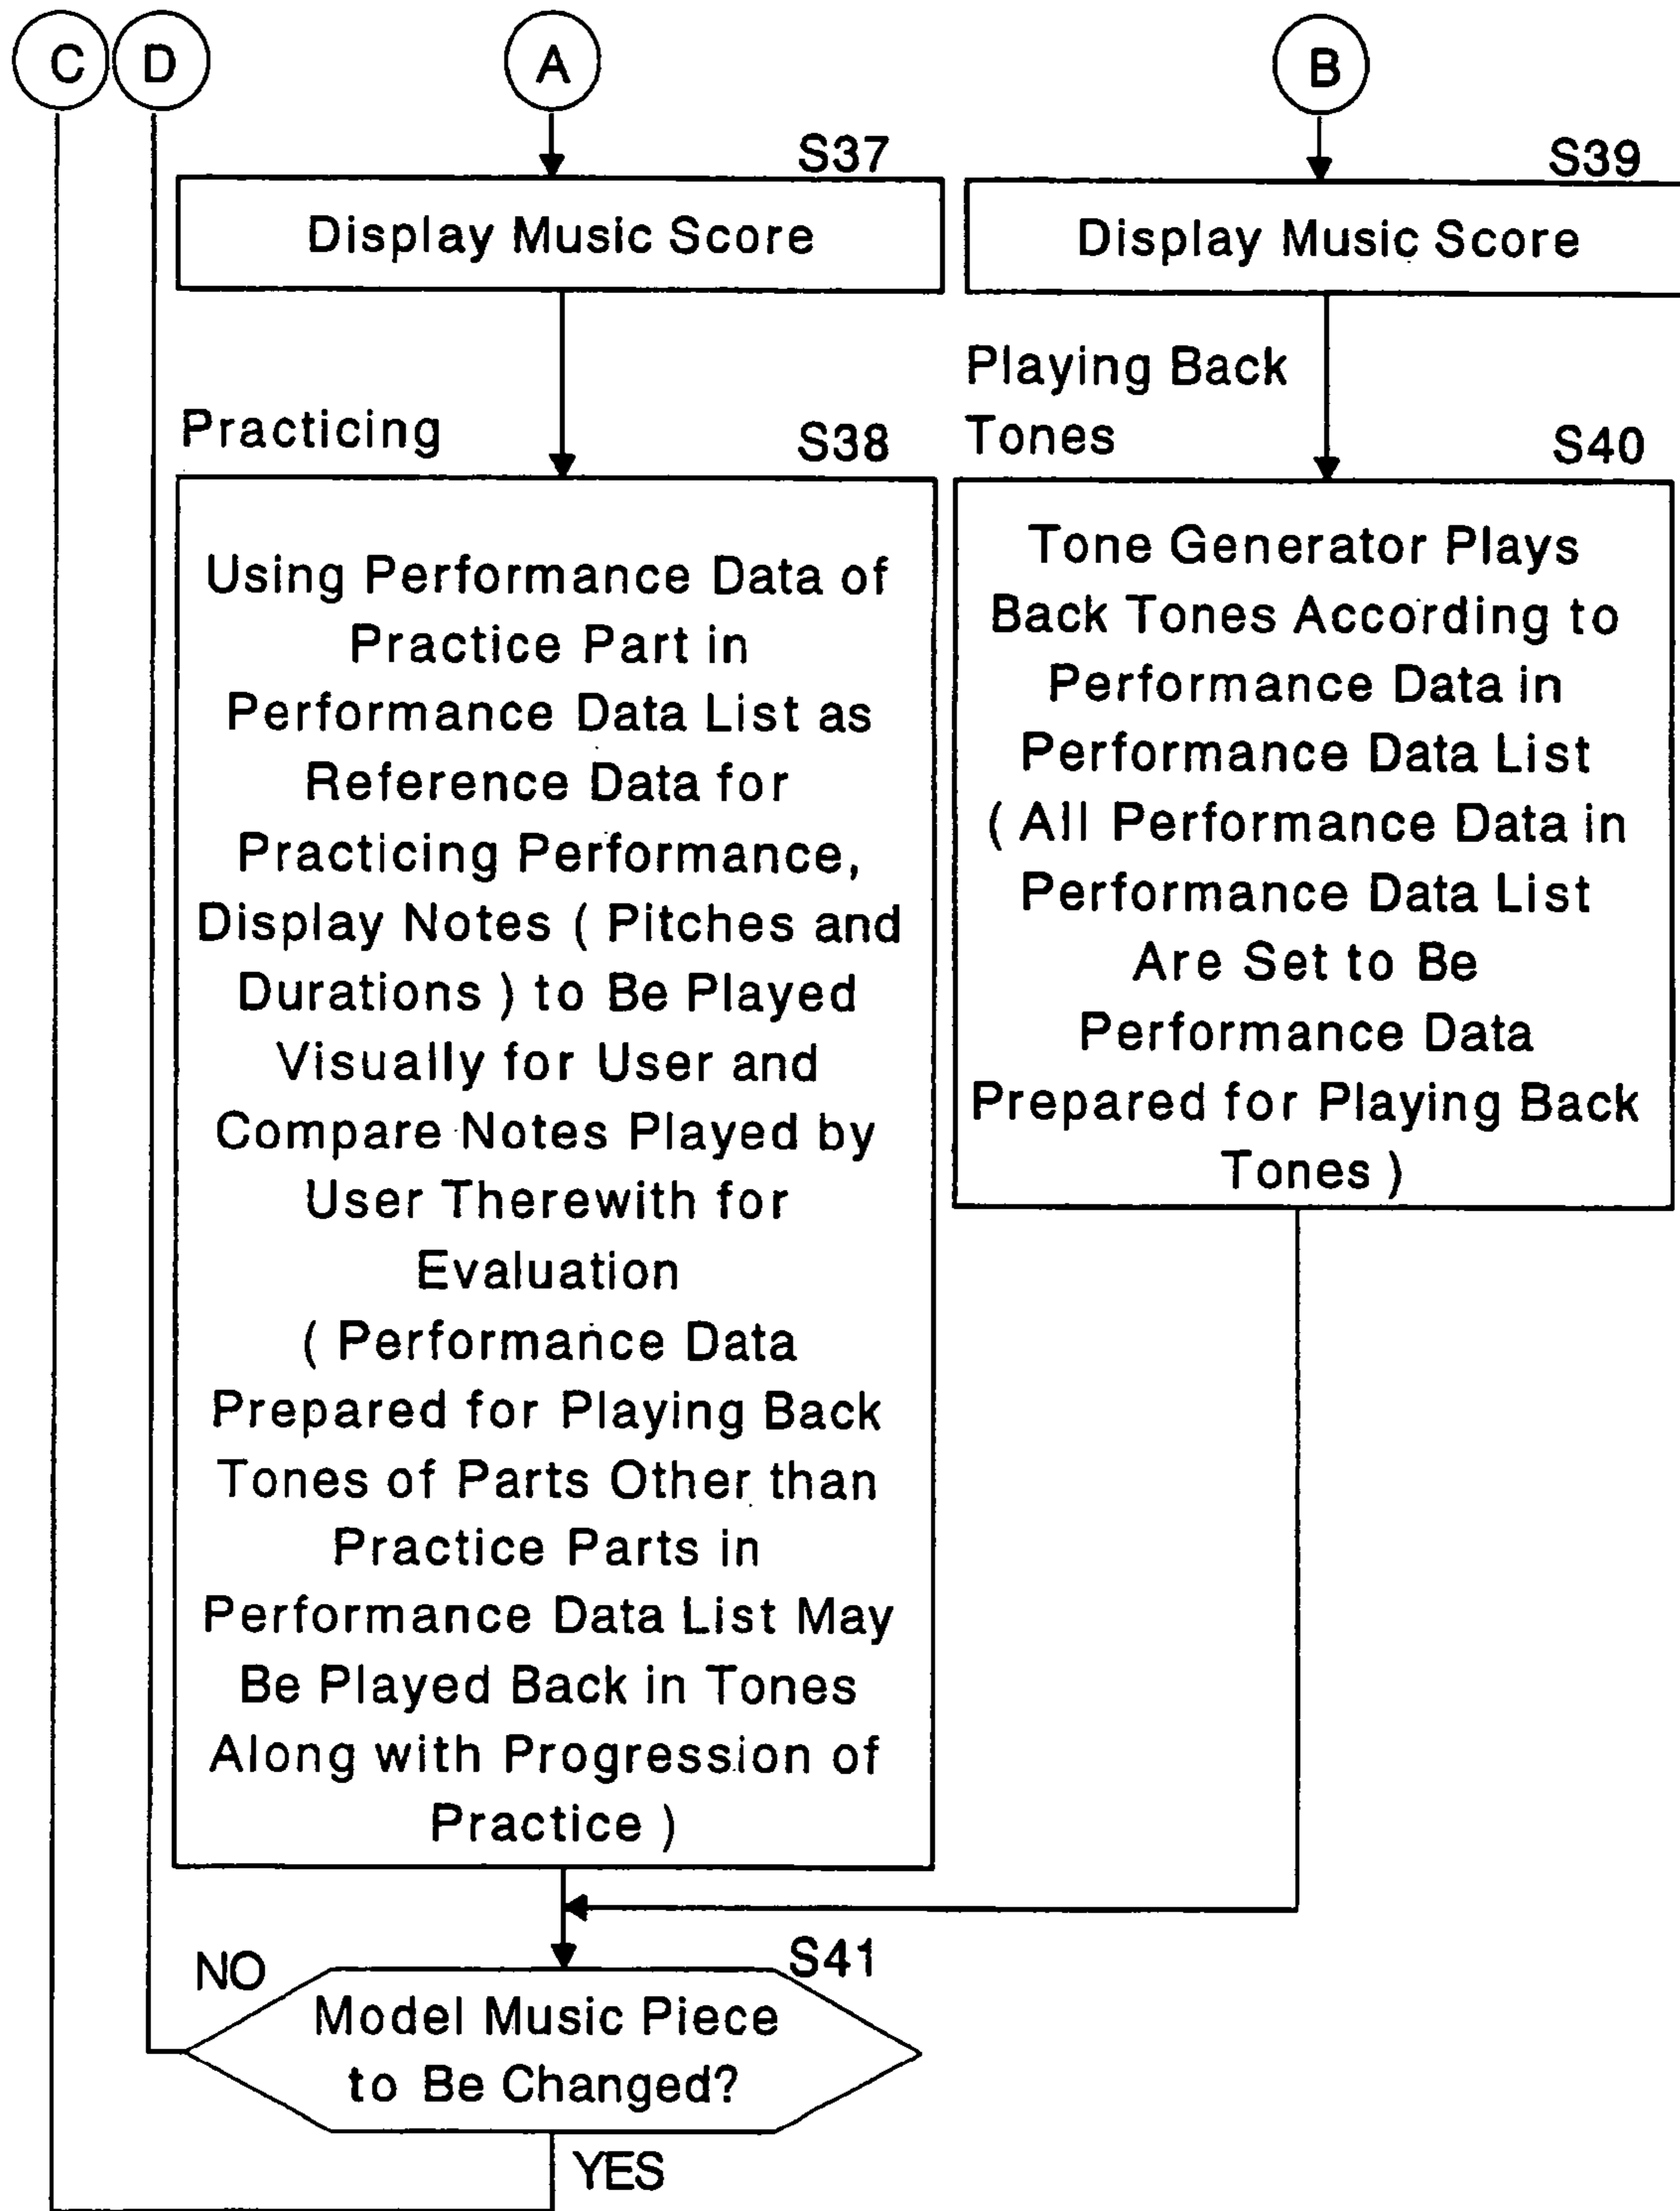 C
D
A
B
S37
Display Music Score
S39
Display Music Score
Practicing
S38
Using Performance Data of
Practice Part in
Performance Data List as
Reference Data for
Practicing Performance,
Display Notes ( Pitches and
Durations ) to Be Played
Visually for User and
Compare Notes Played by
User Therewith for
Evaluation
( Performance Data
Prepared for Playing Back
Tones of Parts Other than
Practice Parts in
Performance Data List May
Be Played Back in Tones
Along with Progression of
Practice )
Playing Back
Tones
S40
Tone Generator Plays
Back Tones According to
Performance Data in
Performance Data List
( All Performance Data in
Performance Data List
Are Set to Be
Performance Data
Prepared for Playing Back
Tones )
NO
S41
Model Music Piece
to Be Changed?
YES